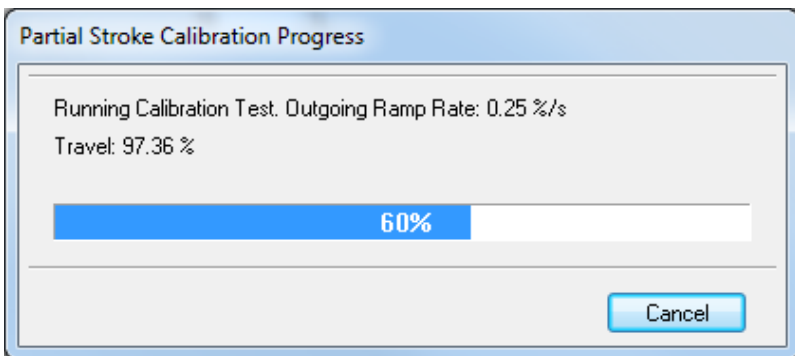 Partial Stroke Calibration Progress
Running Calibration Test. Outgoing Ramp Rate: 0.25 %/s
Travel: 97.36 %
60%
Cancel